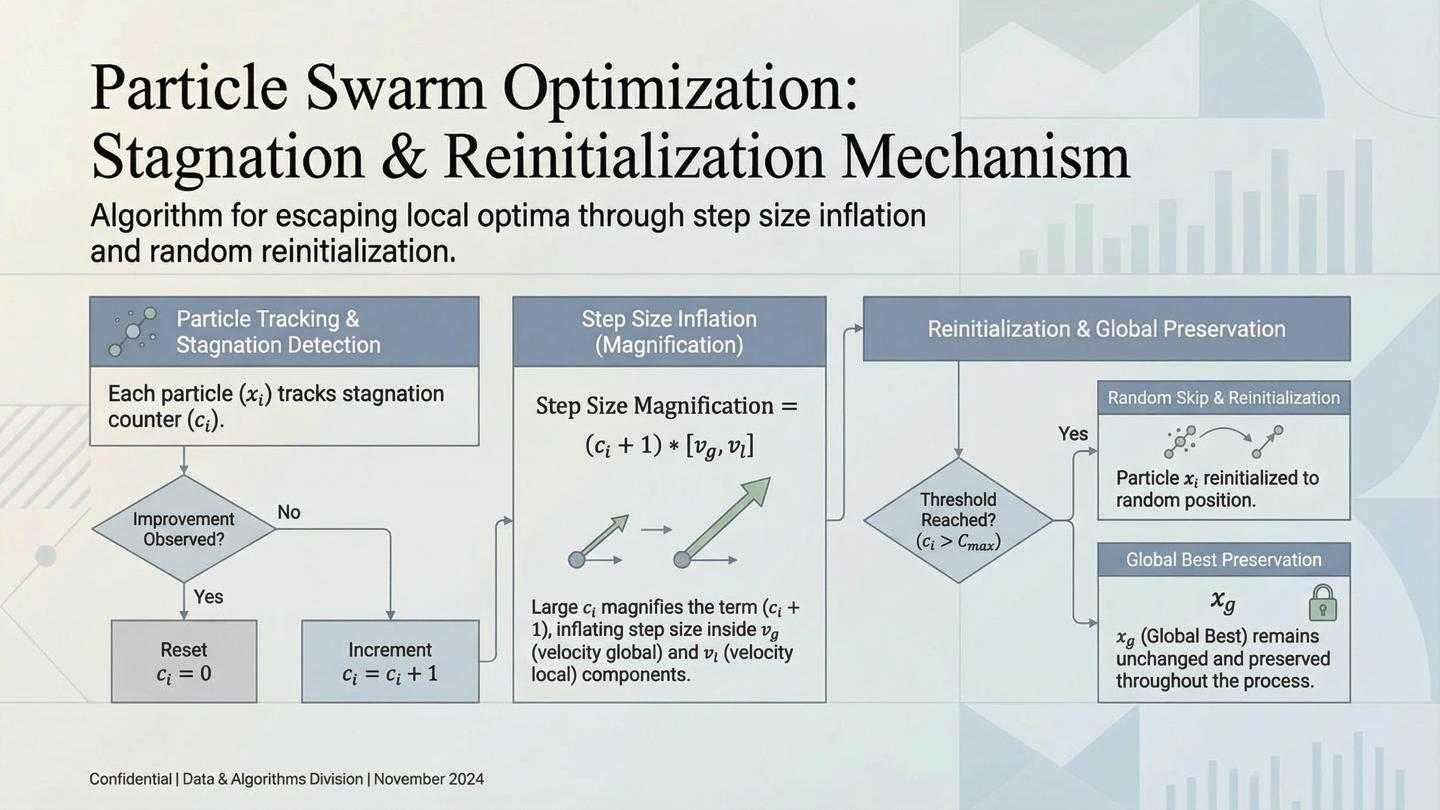 Particle Swarm Optimization:
Stagnation & Reinitialization Mechanism
Algorithm for escaping local optima through step size inflation
and random reinitialization.
Particle Tracking &
Stagnation Detection
Each particle (xᵢ) tracks stagnation
counter (cᵢ).
Improvement
Observed?
No
Yes
Reset
cᵢ = 0
Increment
cᵢ = cᵢ + 1
Step Size Inflation
(Magnification)
Step Size Magnification =
(cᵢ + 1) * [v_g, v_l]
Large cᵢ magnifies the term (cᵢ +
1), inflating step size inside v_g
(velocity global) and v_l (velocity
local) components.
Reinitialization & Global Preservation
Threshold
Reached?
(cᵢ > C_max)
Yes
Random Skip & Reinitialization
Particle xᵢ reinitialized to
random position.
Global Best Preservation
x_g
x_g (Global Best) remains
unchanged and preserved
throughout the process.
Confidential | Data & Algorithms Division | November 2024